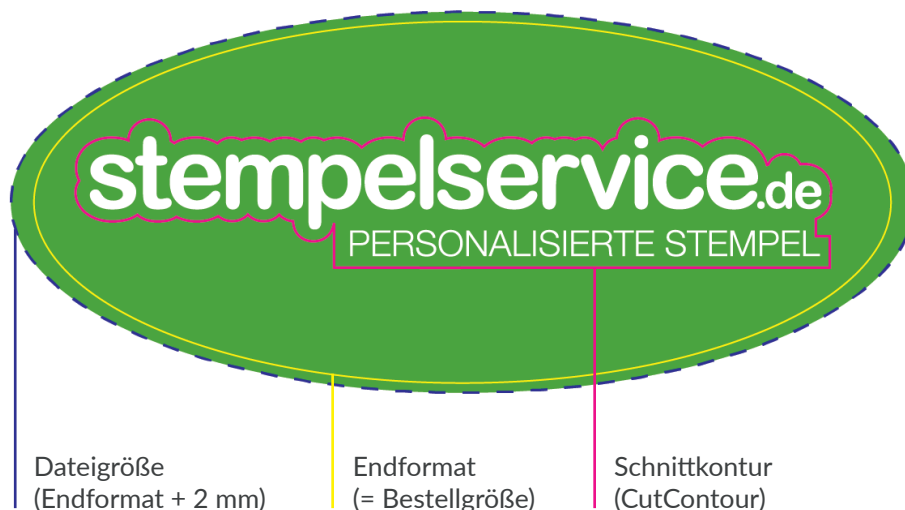 stempelservice.de
PERSONALISIERTE STEMPEL
Dateigröße
(Endformat + 2 mm)
Endformat
(= Bestellgröße)
Schnittkontur
(CutContour)